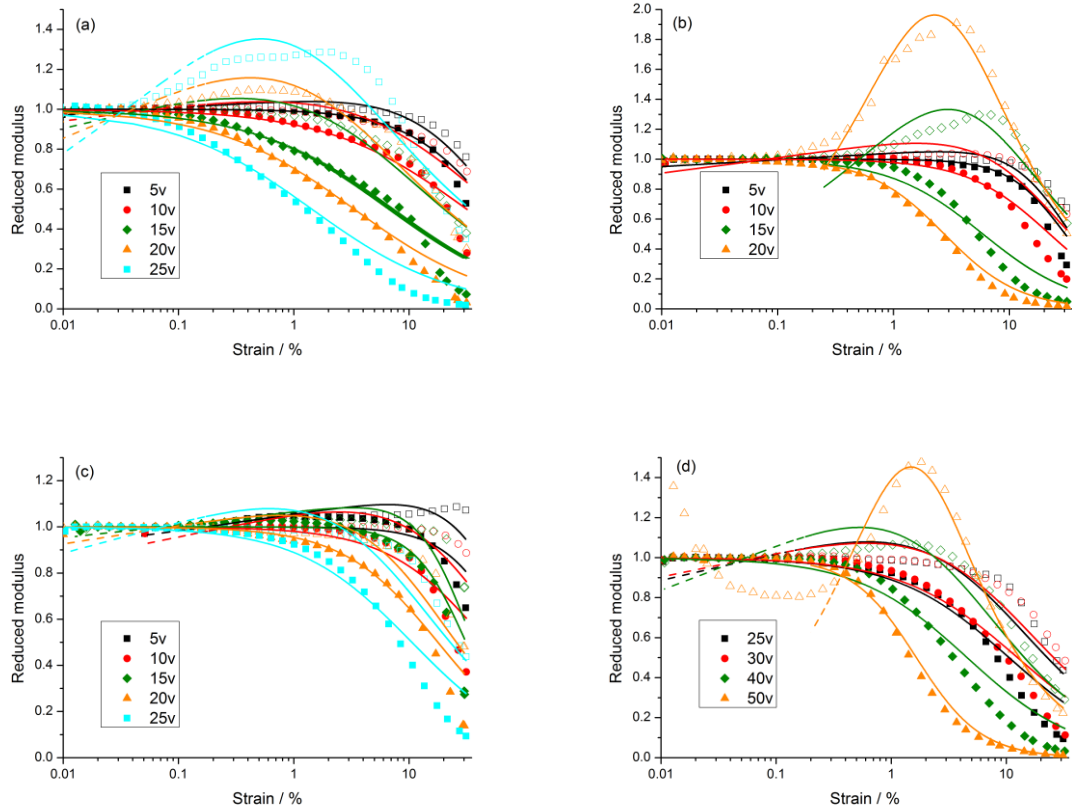 (a)
Reduced modulus
1.4
1.2
1.0
0.8
0.6
0.4
0.2
0.0
5v
10v
15v
20v
25v
0.01
0.1
1
10
Strain / %
(b)
Reduced modulus
2.0
1.8
1.6
1.4
1.2
1.0
0.8
0.6
0.4
0.2
0.0
5v
10v
15v
20v
0.01
0.1
1
10
Strain / %
(c)
Reduced modulus
1.2
1.0
0.8
0.6
0.4
0.2
0.0
5v
10v
15v
20v
25v
0.01
0.1
1
10
Strain / %
(d)
Reduced modulus
1.4
1.2
1.0
0.8
0.6
0.4
0.2
0.0
25v
30v
40v
50v
0.01
0.1
1
10
Strain / %